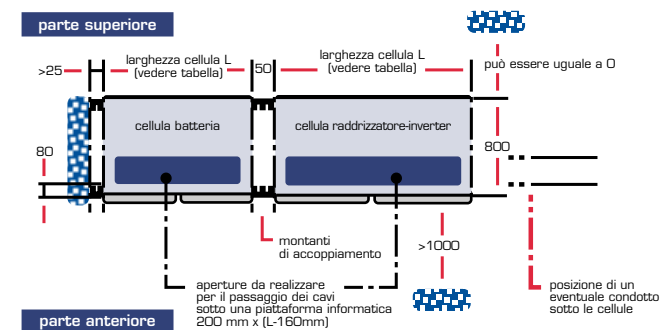 parte superiore
larghezza cellula L
(vedere tabella)
larghezza cellula L
(vedere tabella)
>25
50
può essere uguale a O
cellula batteria
cellula raddrizzatore-inverter
80
800
montanti
di accoppiamento
>1000
aperture da realizzare
per il passaggio dei cavi
sotto una piattaforma informatica
200 mm x (L-160mm)
posizione di un
eventuale condotto
sotto le cellule
parte anteriore